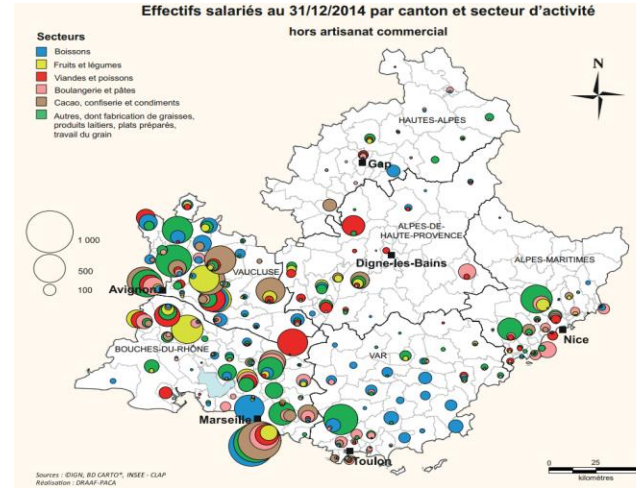 Effectifs salariés au 31/12/2014 par canton et secteur d'activité
hors artisanat commercial
Secteurs
Boissons
Fruits et légumes
Viandes et poissons
Boulangerie et pâtes
Cacao, confiserie et condiments
Autres, dont fabrication de graisses,
produits laitiers, plats préparés,
travail du grain
N
HAUTES-ALPES
Gap
1 000
500
100
ALPES-DE-
HAUTE-PROVENCE
ALPES-MARITIMES
Digne-les-Bains
VAUCLUSE
Avignon
Nice
BOUCHES-DU-RHÔNE
VAR
Marseille
Toulon
0 25
kilomètres
Sources : ©IGN, BD CARTO®, INSEE - CLAP
Réalisation : DRAAF-PACA